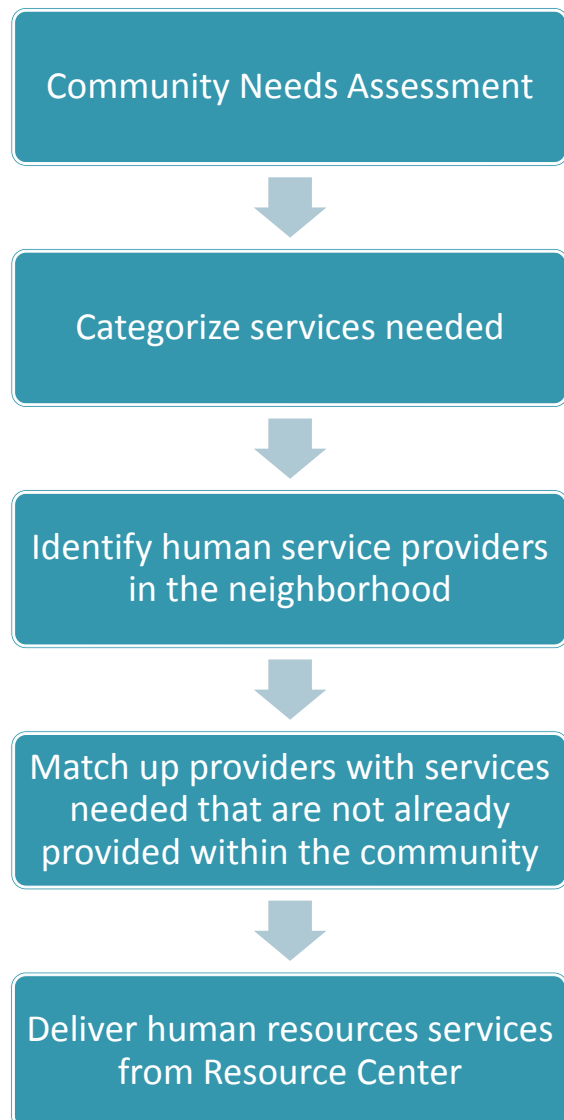 Community Needs Assessment
Categorize services needed
Identify human service providers
in the neighborhood
Match up providers with services
needed that are not already
provided within the community
Deliver human resources services
from Resource Center